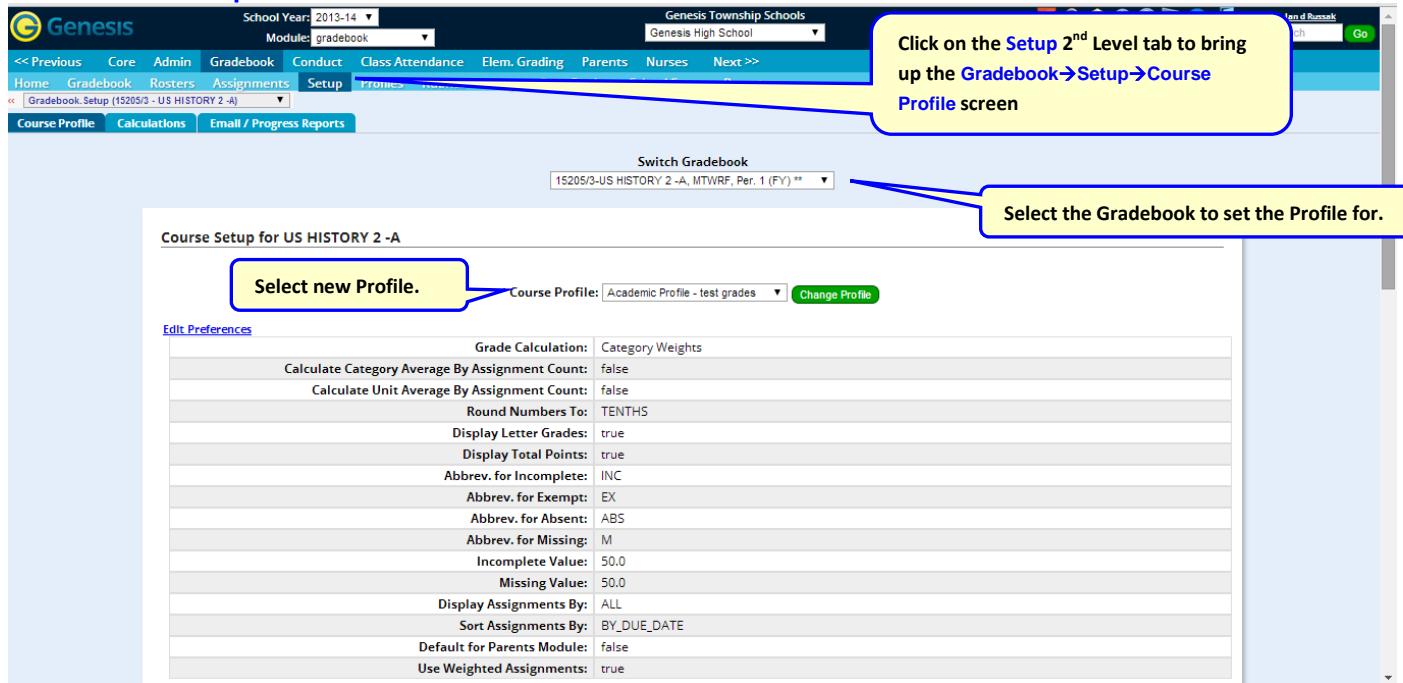 Genesis
School Year: 2013-14
Module: gradebook
Genesis Township Schools
Genesis High School
Go
<< Previous Core Admin Gradebook Conduct Class Attendance Elem. Grading Parents Nurses Next >>
Home Gradebook Rosters Assignments Setup Profiles
Gradebook.Setup (15205/3 - US HISTORY 2 -A)
Course Profile Calculations Email / Progress Reports
Click on the Setup 2nd Level tab to bring
up the Gradebook→Setup→Course
Profile screen
Switch Gradebook
15205/3-US HISTORY 2 -A, MTWRF, Per. 1 (FY) **
Select the Gradebook to set the Profile for.
Course Setup for US HISTORY 2 -A
Select new Profile.
Course Profile: Academic Profile - test grades Change Profile
Edit Preferences
Grade Calculation: Category Weights
Calculate Category Average By Assignment Count: false
Calculate Unit Average By Assignment Count: false
Round Numbers To: TENTHS
Display Letter Grades: true
Display Total Points: true
Abbrev. for Incomplete: INC
Abbrev. for Exempt: EX
Abbrev. for Absent: ABS
Abbrev. for Missing: M
Incomplete Value: 50.0
Missing Value: 50.0
Display Assignments By: ALL
Sort Assignments By: BY_DUE_DATE
Default for Parents Module: false
Use Weighted Assignments: true